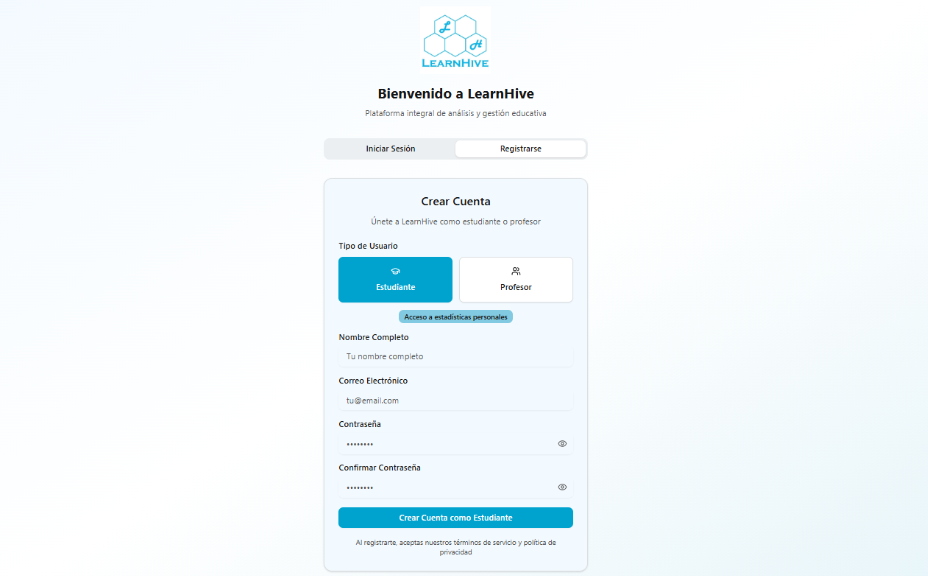 L
H
LEARNHIVE
Bienvenido a LearnHive
Plataforma integral de análisis y gestión educativa
Iniciar Sesión
Registrarse
Crear Cuenta
Únete a LearnHive como estudiante o profesor
Tipo de Usuario
Estudiante
Profesor
Acceso a estadísticas personales
Nombre Completo
Tu nombre completo
Correo Electrónico
tu@email.com
Contraseña
••••••••
Confirmar Contraseña
••••••••
Crear Cuenta como Estudiante
Al registrarte, aceptas nuestros términos de servicio y política de
privacidad